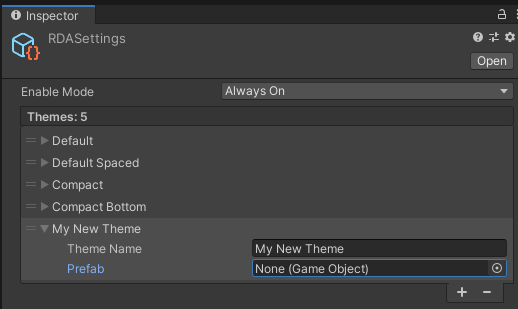 Inspector
RDASettings
Open
Enable Mode Always On
Themes: 5
Default
Default Spaced
Compact
Compact Bottom
My New Theme
Theme Name My New Theme
Prefab None (Game Object)